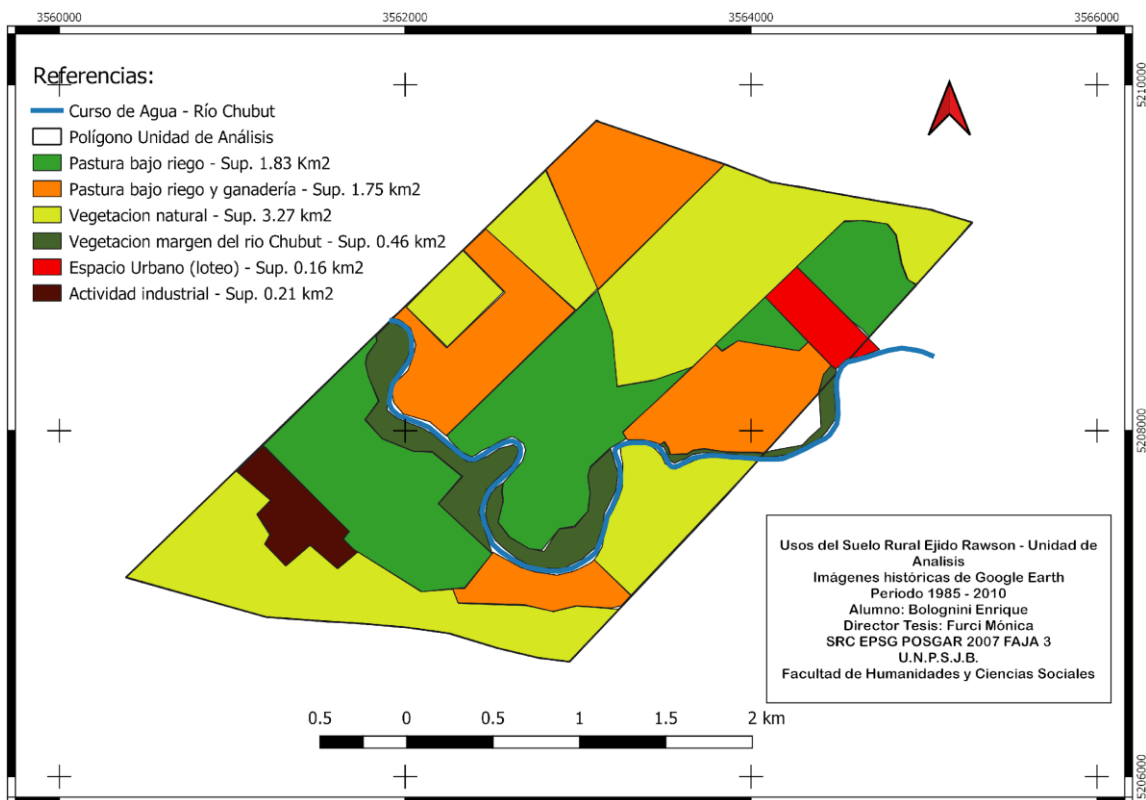 3560000
3562000
3564000
3566000
5210000
5208000
5206000
Referencias:
Curso de Agua - Río Chubut
Polígono Unidad de Análisis
Pastura bajo riego - Sup. 1.83 Km2
Pastura bajo riego y ganadería - Sup. 1.75 km2
Vegetacion natural - Sup. 3.27 km2
Vegetacion margen del rio Chubut - Sup. 0.46 km2
Espacio Urbano (loteo) - Sup. 0.16 km2
Actividad industrial - Sup. 0.21 km2
Usos del Suelo Rural Ejido Rawson - Unidad de
Analisis
Imágenes históricas de Google Earth
Periodo 1985 - 2010
Alumno: Bolognini Enrique
Director Tesis: Furci Mónica
SRC EPSG POSGAR 2007 FAJA 3
U.N.P.S.J.B.
Facultad de Humanidades y Ciencias Sociales
0.5 0 0.5 1 1.5 2 km